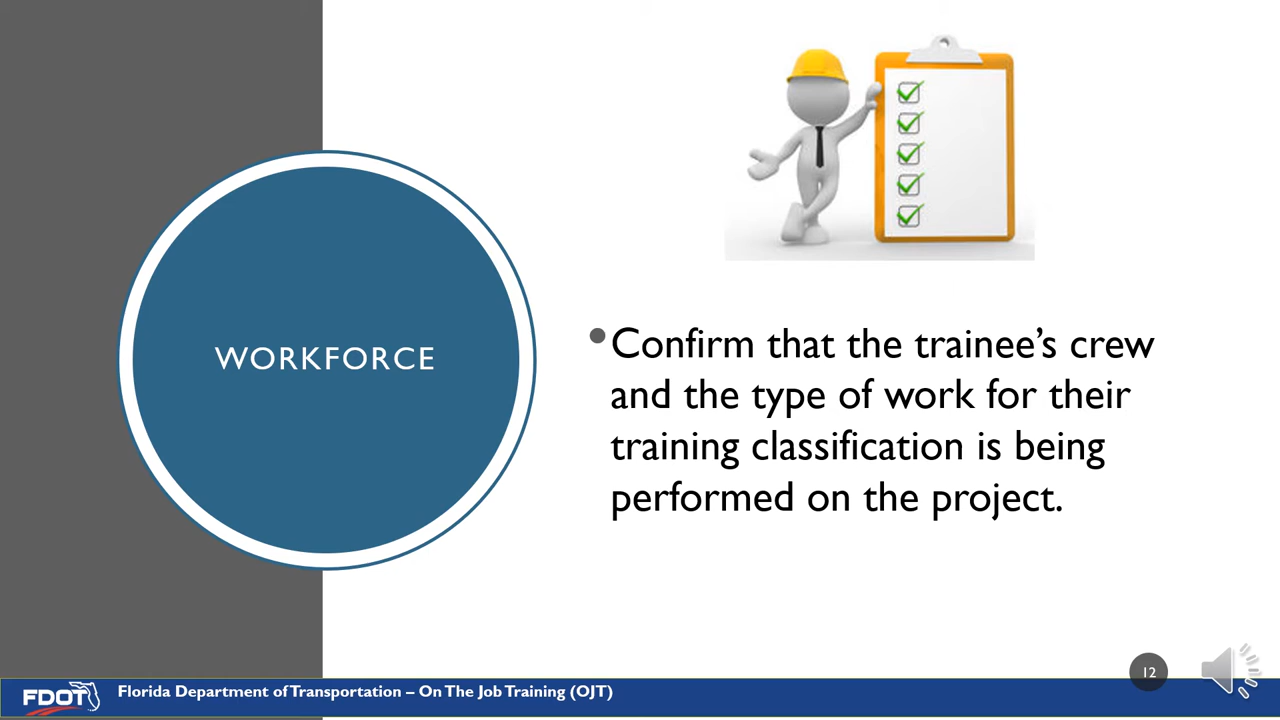 WORKFORCE
•Confirm that the trainee’s crew
and the type of work for their
training classification is being
performed on the project.
12
FDOT
Florida Department of Transportation – On The Job Training (OJT)